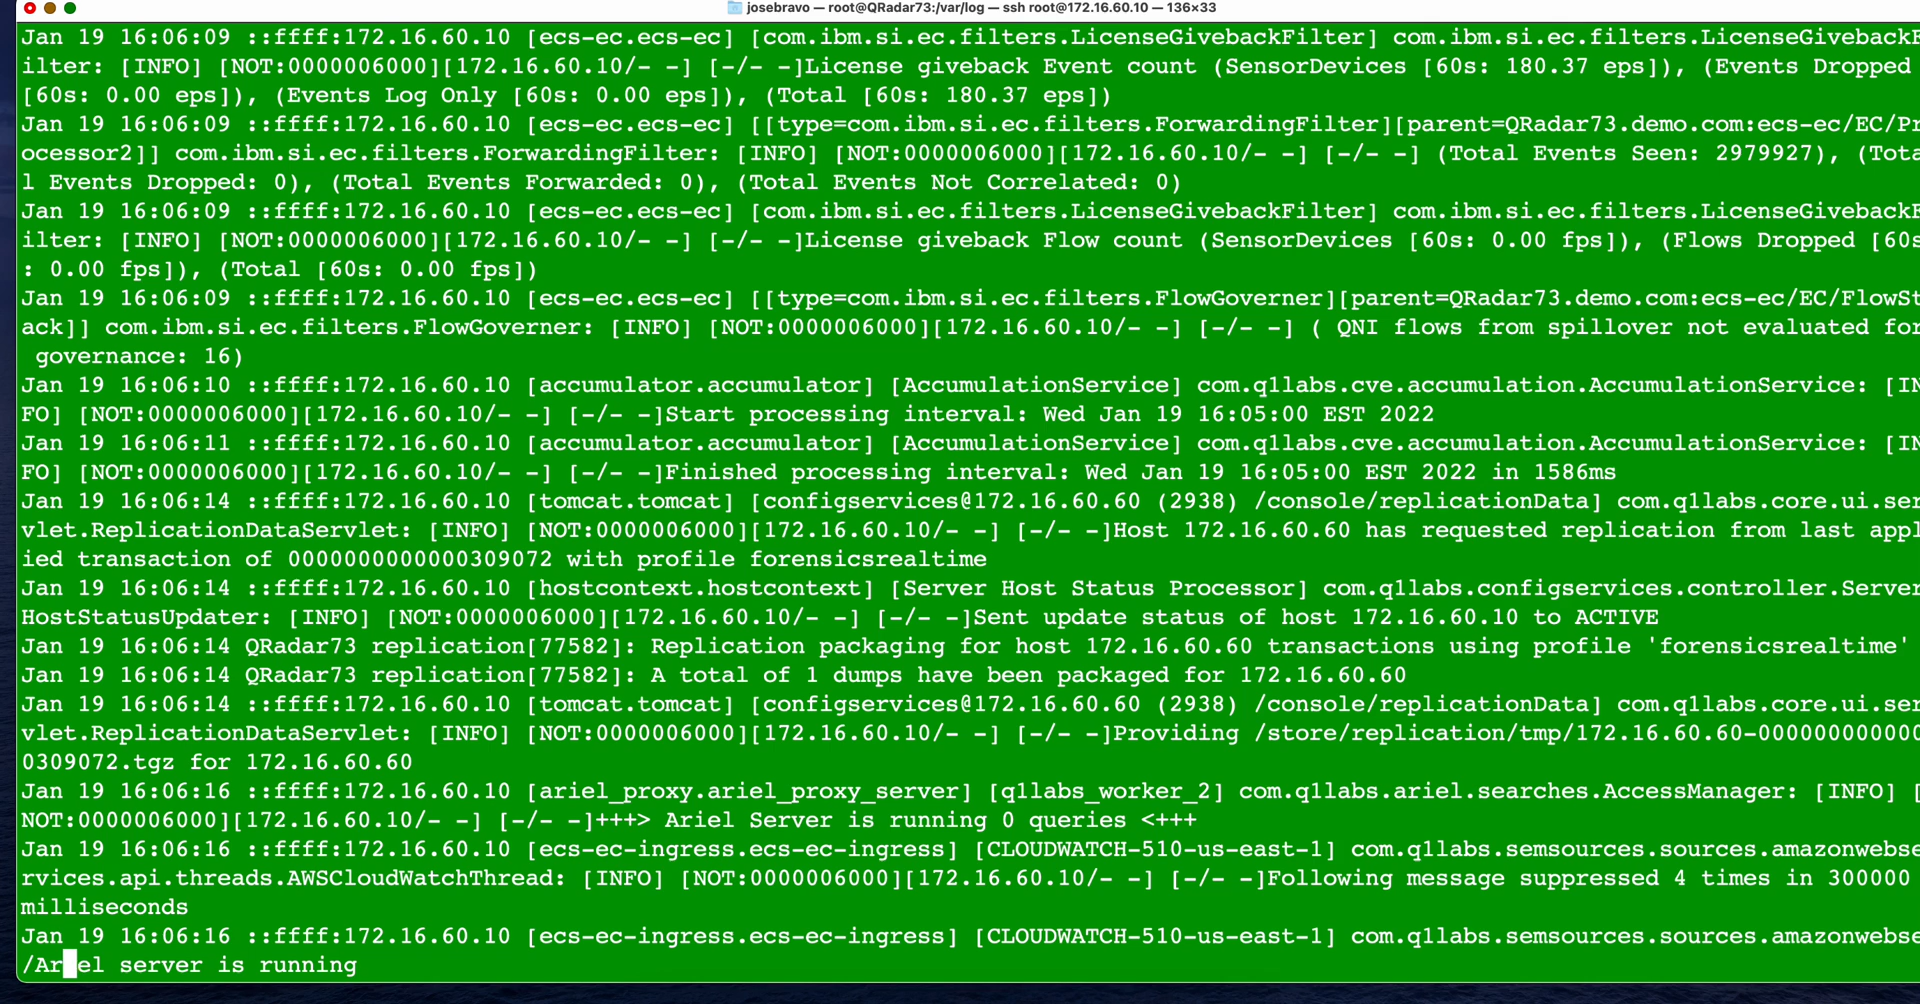 josebravo — root@QRadar73:/var/log — ssh root@172.16.60.10 — 136×33
Jan 19 16:06:09 ::ffff:172.16.60.10 [ecs-ec.ecs-ec] [com.ibm.si.ec.filters.LicenseGivebackFilter] com.ibm.si.ec.filters.LicenseGivebackF
ilter: [INFO] [NOT:0000006000][172.16.60.10/- -] [-/- -]License giveback Event count (SensorDevices [60s: 180.37 eps]), (Events Dropped
[60s: 0.00 eps]), (Events Log Only [60s: 0.00 eps]), (Total [60s: 180.37 eps])
Jan 19 16:06:09 ::ffff:172.16.60.10 [ecs-ec.ecs-ec] [[type=com.ibm.si.ec.filters.ForwardingFilter][parent=QRadar73.demo.com:ecs-ec/EC/Pr
ocessor2]] com.ibm.si.ec.filters.ForwardingFilter: [INFO] [NOT:0000006000][172.16.60.10/- -] [-/- -] (Total Events Seen: 2979927), (Tota
l Events Dropped: 0), (Total Events Forwarded: 0), (Total Events Not Correlated: 0)
Jan 19 16:06:09 ::ffff:172.16.60.10 [ecs-ec.ecs-ec] [com.ibm.si.ec.filters.LicenseGivebackFilter] com.ibm.si.ec.filters.LicenseGivebackF
ilter: [INFO] [NOT:0000006000][172.16.60.10/- -] [-/- -]License giveback Flow count (SensorDevices [60s: 0.00 fps]), (Flows Dropped [60s
: 0.00 fps]), (Total [60s: 0.00 fps])
Jan 19 16:06:09 ::ffff:172.16.60.10 [ecs-ec.ecs-ec] [[type=com.ibm.si.ec.filters.FlowGoverner][parent=QRadar73.demo.com:ecs-ec/EC/FlowSt
ack]] com.ibm.si.ec.filters.FlowGoverner: [INFO] [NOT:0000006000][172.16.60.10/- -] [-/- -] ( QNI flows from spillover not evaluated for
governance: 16)
Jan 19 16:06:10 ::ffff:172.16.60.10 [accumulator.accumulator] [AccumulationService] com.q1labs.cve.accumulation.AccumulationService: [IN
FO] [NOT:0000006000][172.16.60.10/- -] [-/- -]Start processing interval: Wed Jan 19 16:05:00 EST 2022
Jan 19 16:06:11 ::ffff:172.16.60.10 [accumulator.accumulator] [AccumulationService] com.q1labs.cve.accumulation.AccumulationService: [IN
FO] [NOT:0000006000][172.16.60.10/- -] [-/- -]Finished processing interval: Wed Jan 19 16:05:00 EST 2022 in 1586ms
Jan 19 16:06:14 ::ffff:172.16.60.10 [tomcat.tomcat] [configservices@172.16.60.60 (2938) /console/replicationData] com.q1labs.core.ui.ser
vlet.ReplicationDataServlet: [INFO] [NOT:0000006000][172.16.60.10/- -] [-/- -]Host 172.16.60.60 has requested replication from last appl
ied transaction of 0000000000000309072 with profile forensicsrealtime
Jan 19 16:06:14 ::ffff:172.16.60.10 [hostcontext.hostcontext] [Server Host Status Processor] com.q1labs.configservices.controller.Server
HostStatusUpdater: [INFO] [NOT:0000006000][172.16.60.10/- -] [-/- -]Sent update status of host 172.16.60.10 to ACTIVE
Jan 19 16:06:14 QRadar73 replication[77582]: Replication packaging for host 172.16.60.60 transactions using profile 'forensicsrealtime'
Jan 19 16:06:14 QRadar73 replication[77582]: A total of 1 dumps have been packaged for 172.16.60.60
Jan 19 16:06:14 ::ffff:172.16.60.10 [tomcat.tomcat] [configservices@172.16.60.60 (2938) /console/replicationData] com.q1labs.core.ui.ser
vlet.ReplicationDataServlet: [INFO] [NOT:0000006000][172.16.60.10/- -] [-/- -]Providing /store/replication/tmp/172.16.60.60-000000000000
0309072.tgz for 172.16.60.60
Jan 19 16:06:16 ::ffff:172.16.60.10 [ariel_proxy.ariel_proxy_server] [q1labs_worker_2] com.q1labs.ariel.searches.AccessManager: [INFO] [
NOT:0000006000][172.16.60.10/- -] [-/- -]+++> Ariel Server is running 0 queries <+++
Jan 19 16:06:16 ::ffff:172.16.60.10 [ecs-ec-ingress.ecs-ec-ingress] [CLOUDWATCH-510-us-east-1] com.q1labs.semsources.sources.amazonwebse
rvices.api.threads.AWSCloudWatchThread: [INFO] [NOT:0000006000][172.16.60.10/- -] [-/- -]Following message suppressed 4 times in 300000
milliseconds
Jan 19 16:06:16 ::ffff:172.16.60.10 [ecs-ec-ingress.ecs-ec-ingress] [CLOUDWATCH-510-us-east-1] com.q1labs.semsources.sources.amazonwebse
/Ar el server is running